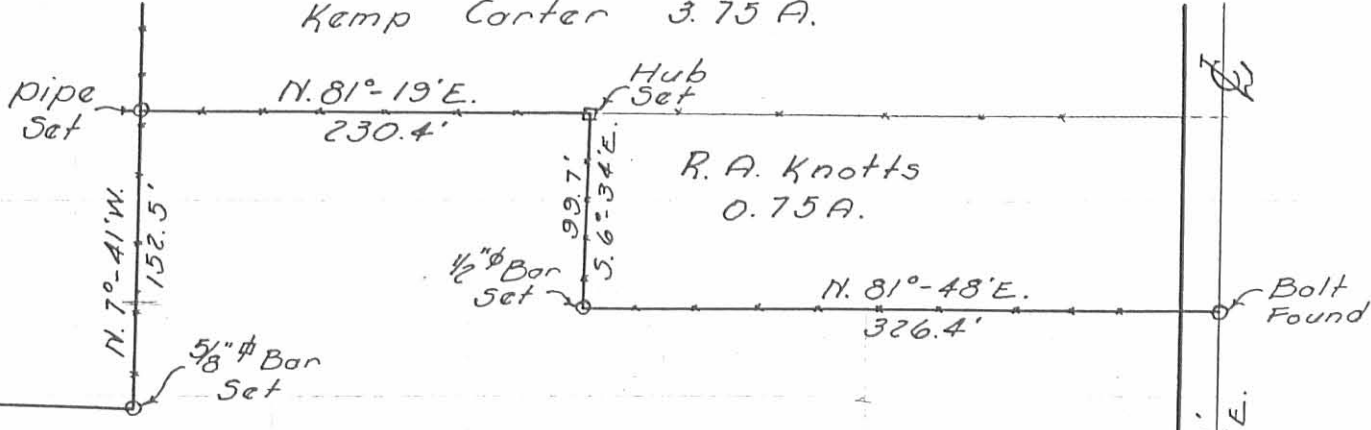 Kemp Carter 3.75 A.
pipe
Set
N. 81°-19'E.
230.4'
Hub
Set
℄
R. A. Knotts
0.75 A.
99.7'
S. 6°-34'E.
N. 7°-41'W.
152.5'
1/2"ϕ Bar
Set
N. 81°-48'E.
326.4'
Bolt
Found
5/8"ϕ Bar
Set
E.